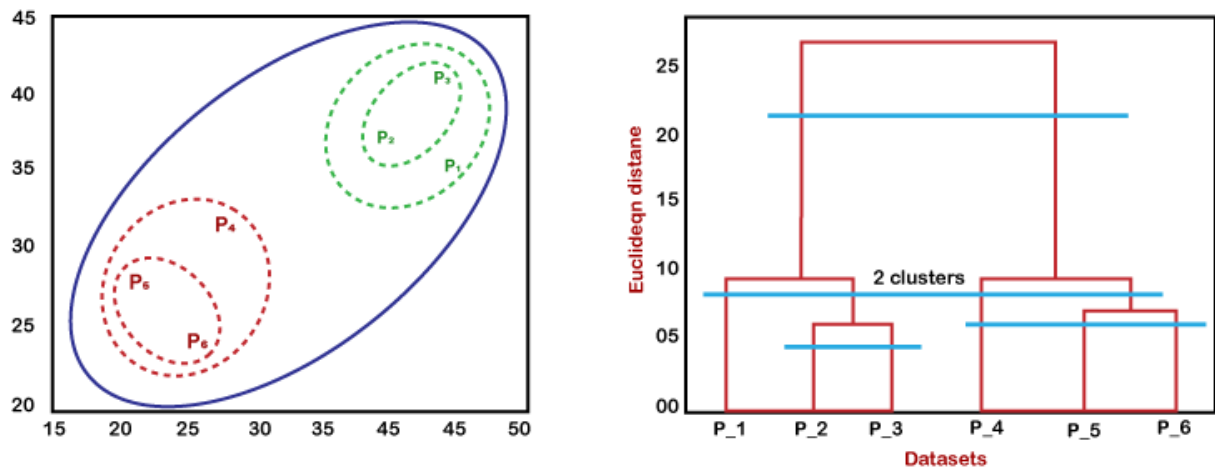 45
40
35
30
25
20
P₃
P₂
P₁
P₄
P₅
P₆
15 20 25 30 35 45 45 50
Euclideqn distane
25
20
15
10
05
00
2 clusters
P_1 P_2 P_3 P_4 P_5 P_6
Datasets